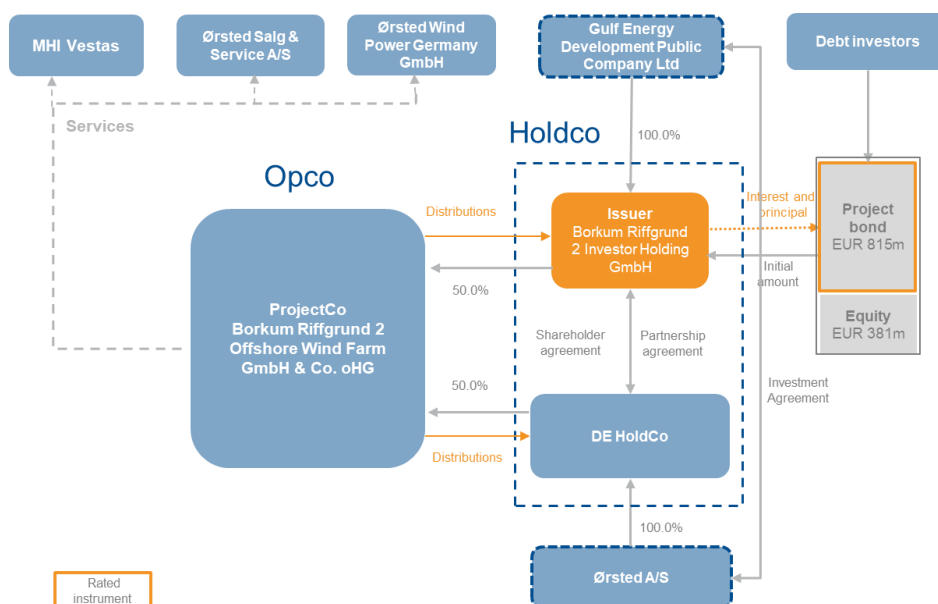 MHI Vestas
Ørsted Salg &
Service A/S
Ørsted Wind
Power Germany
GmbH
Gulf Energy
Development Public
Company Ltd
Debt investors
Services
100.0%
Holdco
Opco
Distributions
Issuer
Borkum Riffgrund
2 Investor Holding
GmbH
Interest and
principal
Project
bond
EUR 815m
50.0%
Initial
amount
ProjectCo
Borkum Riffgrund 2
Offshore Wind Farm
GmbH & Co. oHG
Equity
EUR 381m
Shareholder
agreement
Partnership
agreement
50.0%
Investment
Agreement
DE HoldCo
Distributions
100.0%
Ørsted A/S
Rated
instrument